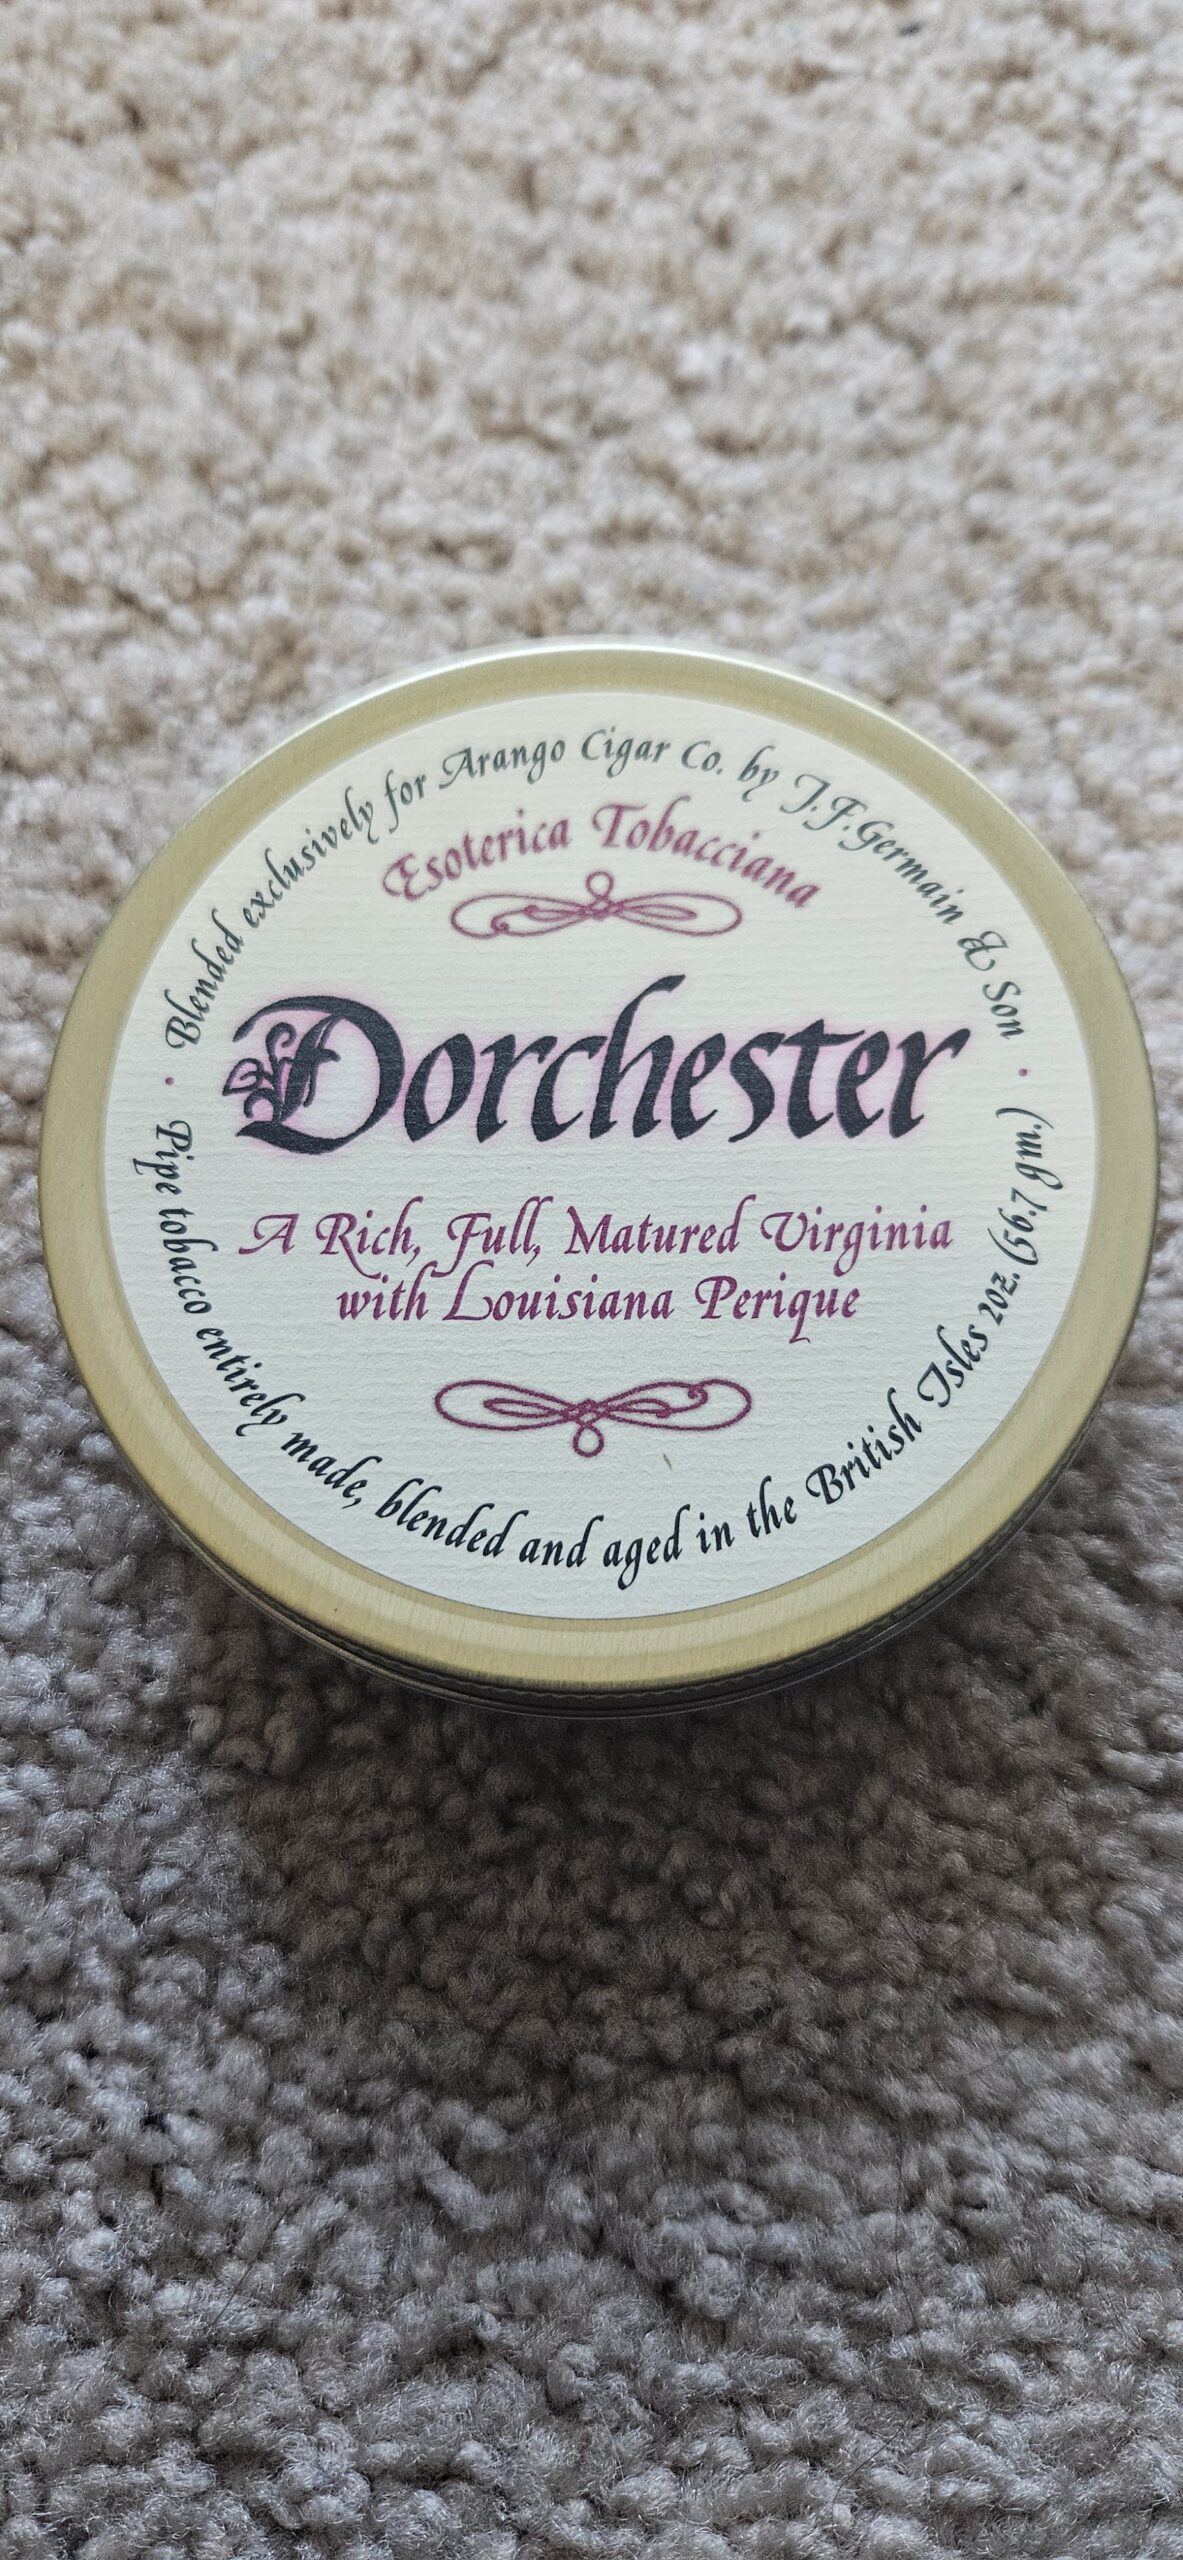 Blended exclusively for Arango Cigar Co. by J.F. Germain & Son
Esoterica Tobacciana
Dorchester
A Rich, Full, Matured Virginia
with Louisiana Perique
Pipe tobacco entirely made, blended and aged in the British Isles 2oz. (56.7 gm.)